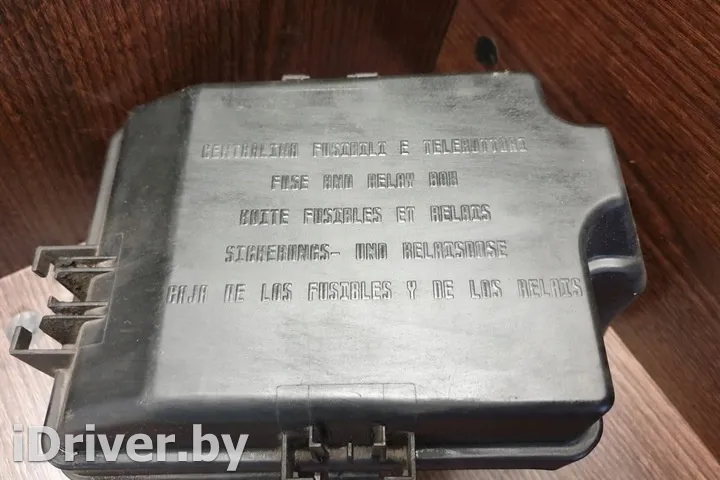 CENTRALINA FUSIBILI E TELERUTTORI
FUSE AND RELAY BOX
BOITE FUSIBLES ET RELAIS
SICHERUNGS- UND RELAISDOSE
CAJA DE LOS FUSIBLES Y DE LOS RELAIS
iDriver.by